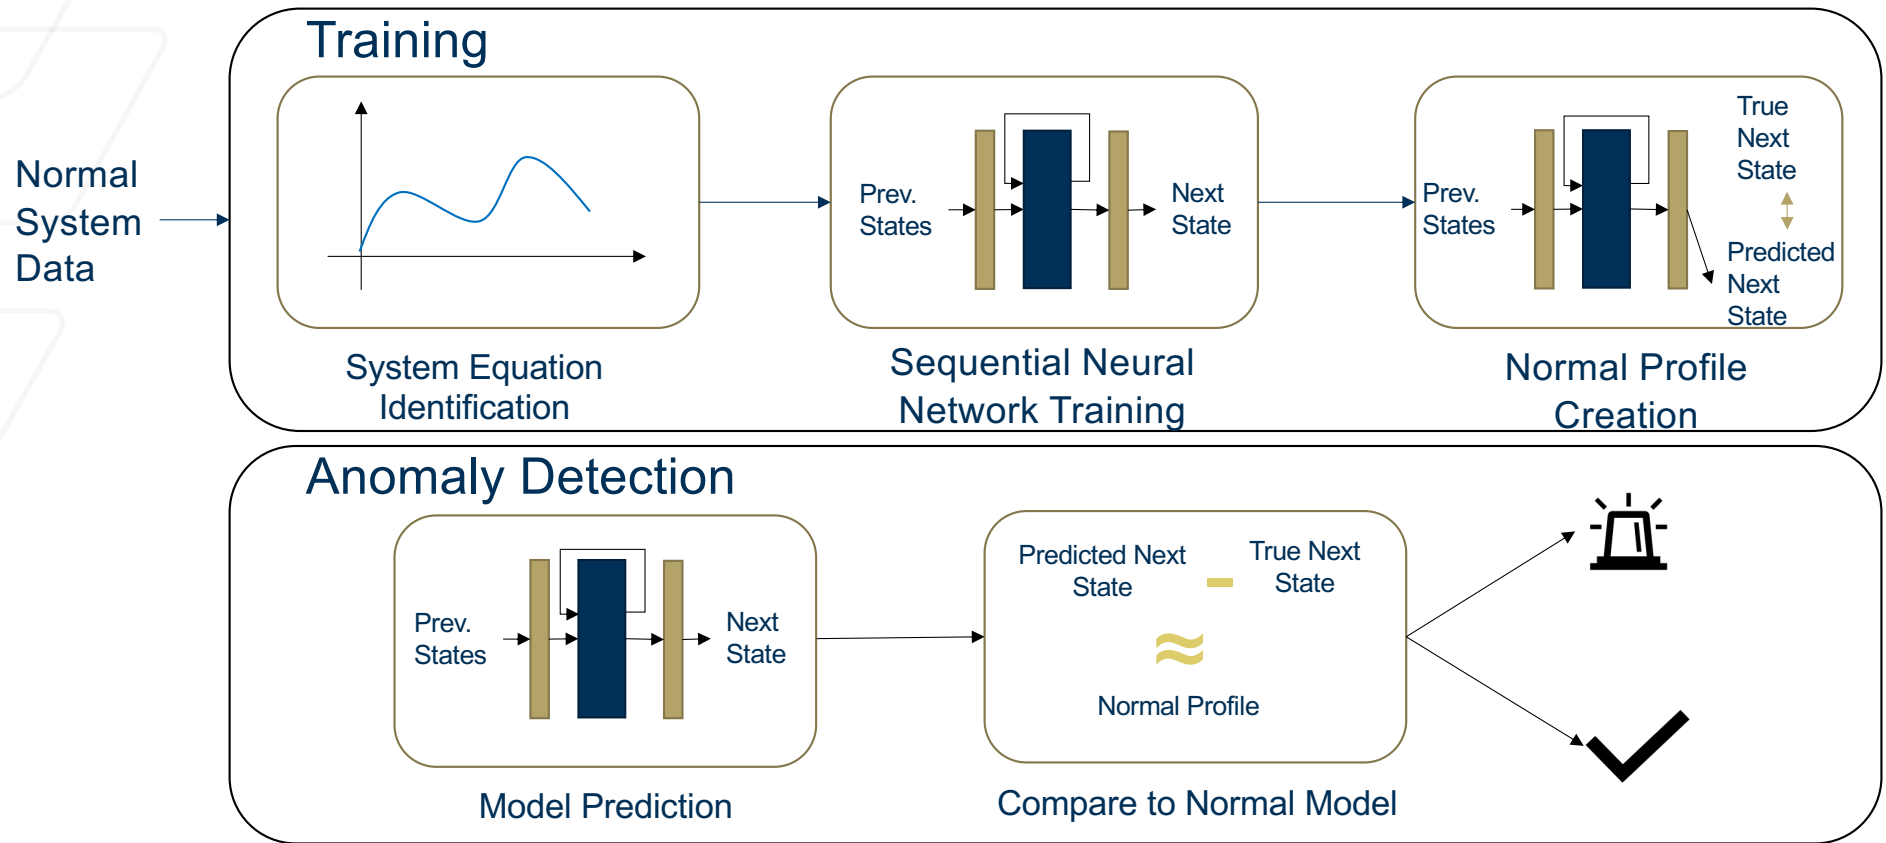 Training
Normal
System
Data
Prev.
States
Next
State
Prev.
States
True
Next
State
Predicted
Next
State
System Equation
Identification
Sequential Neural
Network Training
Normal Profile
Creation
Anomaly Detection
Prev.
States
Next
State
Predicted Next
State
-
True Next
State
≈
Normal Profile
Model Prediction
Compare to Normal Model